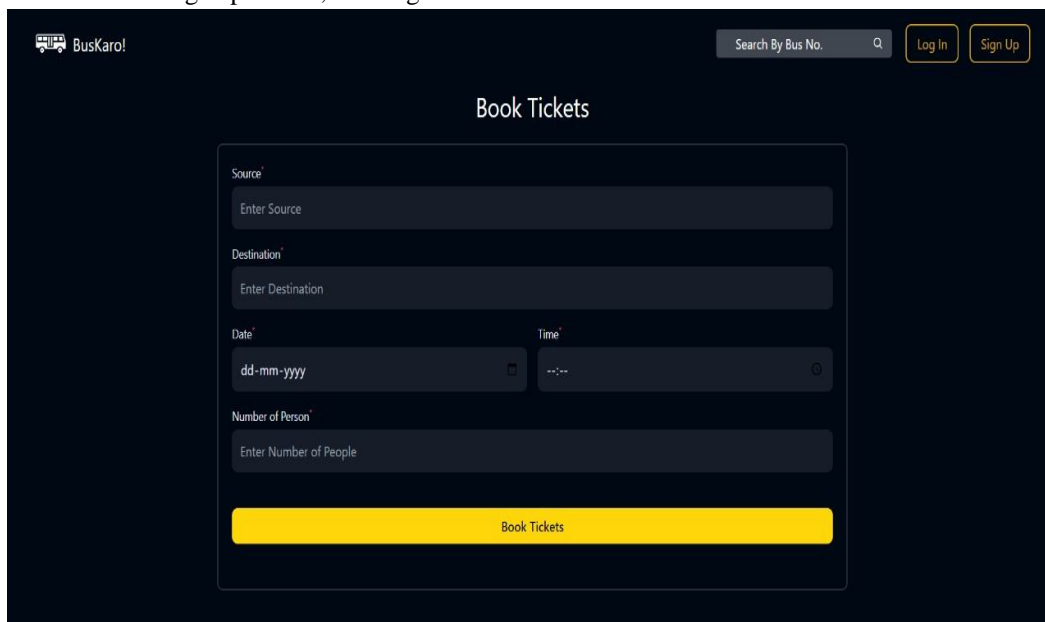 BusKaro!
Search By Bus No.
Log In
Sign Up
Book Tickets
Source*
Enter Source
Destination*
Enter Destination
Date* Time*
dd-mm-yyyy --:--
Number of Person*
Enter Number of People
Book Tickets